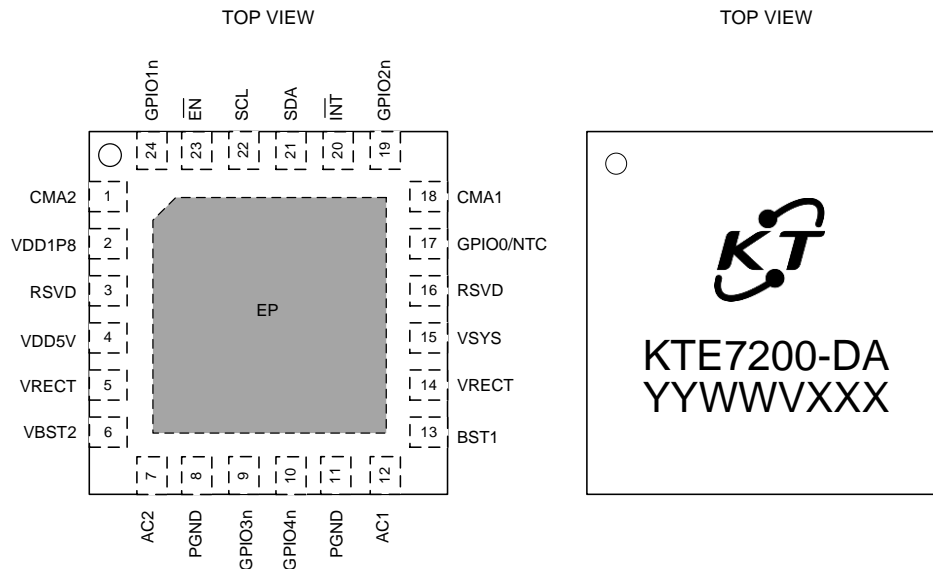 TOP VIEW
TOP VIEW
GPIO1n
EN
SCL
SDA
INT
GPIO2n
24
23
22
21
20
19
CMA2
1
18
CMA1
VDD1P8
2
17
GPIO0/NTC
RSVD
3
16
RSVD
EP
VDD5V
4
15
VSYS
VRECT
5
14
VRECT
VBST2
6
13
BST1
7
8
9
10
11
12
AC2
PGND
GPIO3n
GPIO4n
PGND
AC1
KT
KTE7200-DA
YYWWVXXX